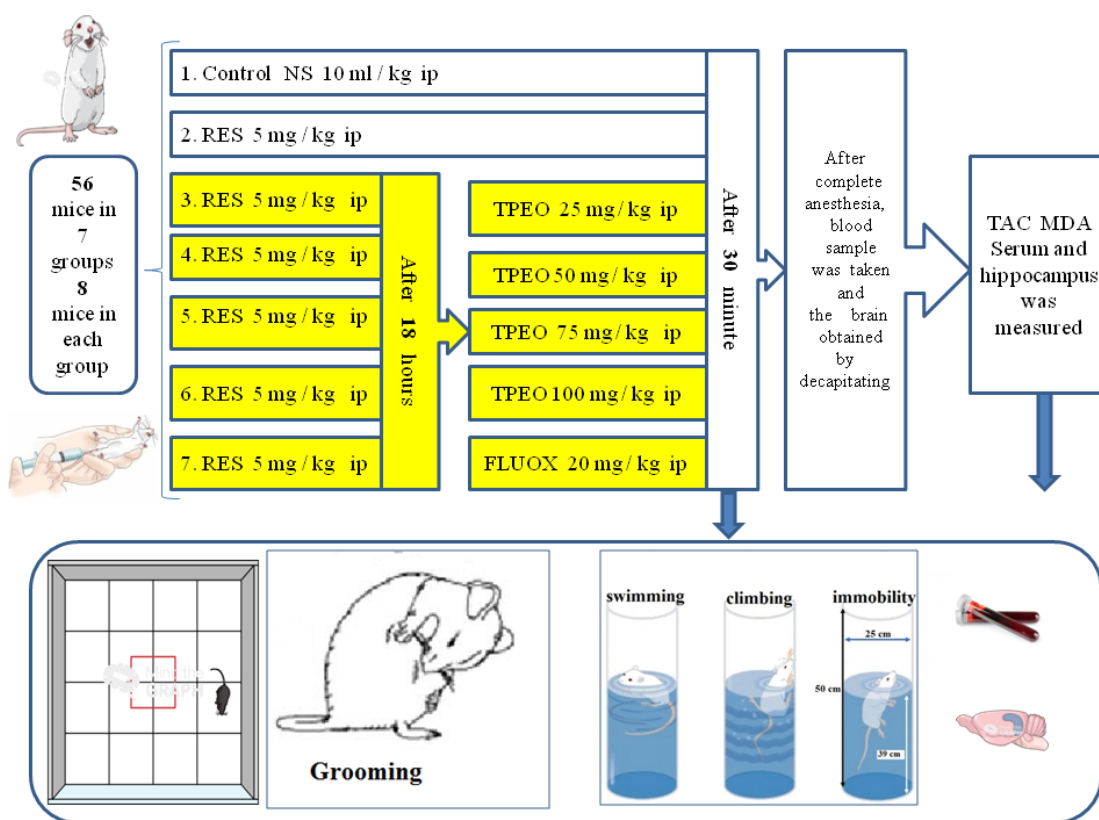 1. Control NS 10 ml / kg ip
2. RES 5 mg / kg ip
56
mice in
7
groups
8
mice in
each
group
3. RES 5 mg / kg ip
4. RES 5 mg / kg ip
5. RES 5 mg / kg ip
6. RES 5 mg / kg ip
7. RES 5 mg / kg ip
After 18 hours
TPEO 25 mg / kg ip
TPEO 50 mg / kg ip
TPEO 75 mg / kg ip
TPEO 100 mg / kg ip
FLUOX 20 mg / kg ip
After 30 minute
After
complete
anesthesia,
blood
sample
was taken
and
the brain
obtained
by
decapitating
TAC MDA
Serum and
hippocampus
was
measured
Mind the
GRAPH
Grooming
swimming
climbing
immobility
25 cm
50 cm
39 cm